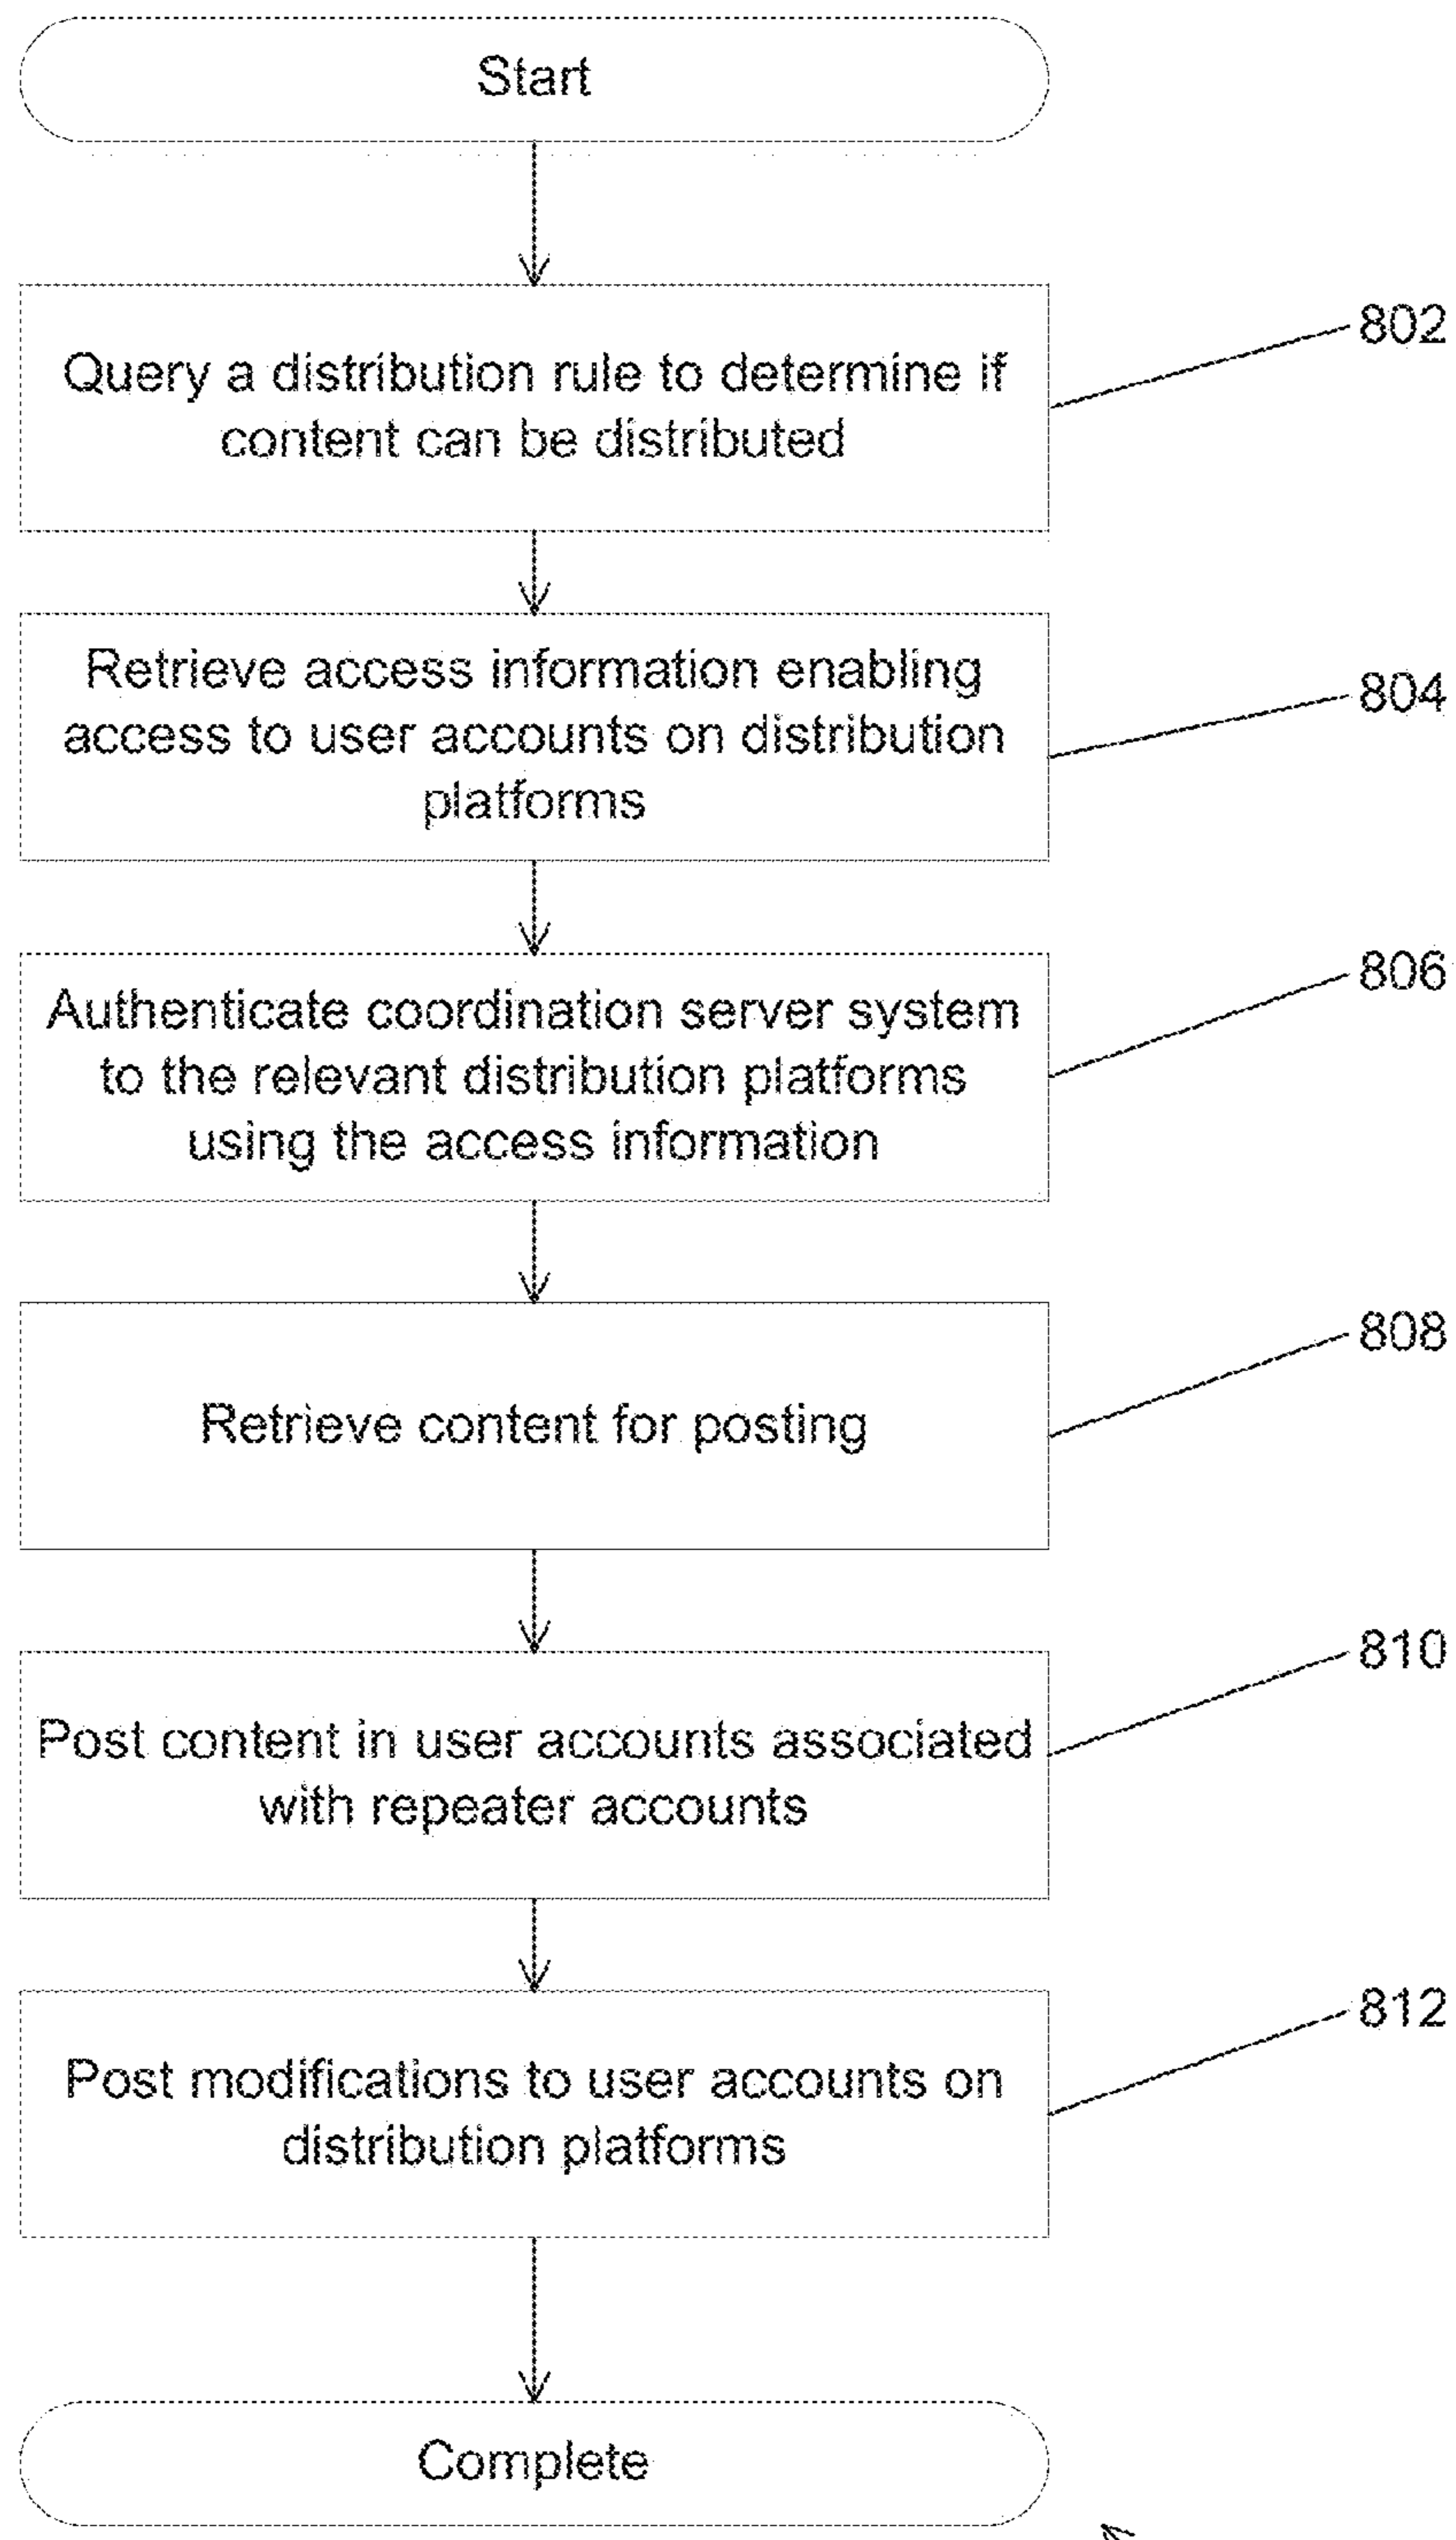 Start
Query a distribution rule to determine if
content can be distributed
802
Retrieve access information enabling
access to user accounts on distribution
platforms
804
Authenticate coordination server system
to the relevant distribution platforms
using the access information
806
Retrieve content for posting
808
Post content in user accounts associated
with repeater accounts
810
Post modifications to user accounts on
distribution platforms
812
Complete